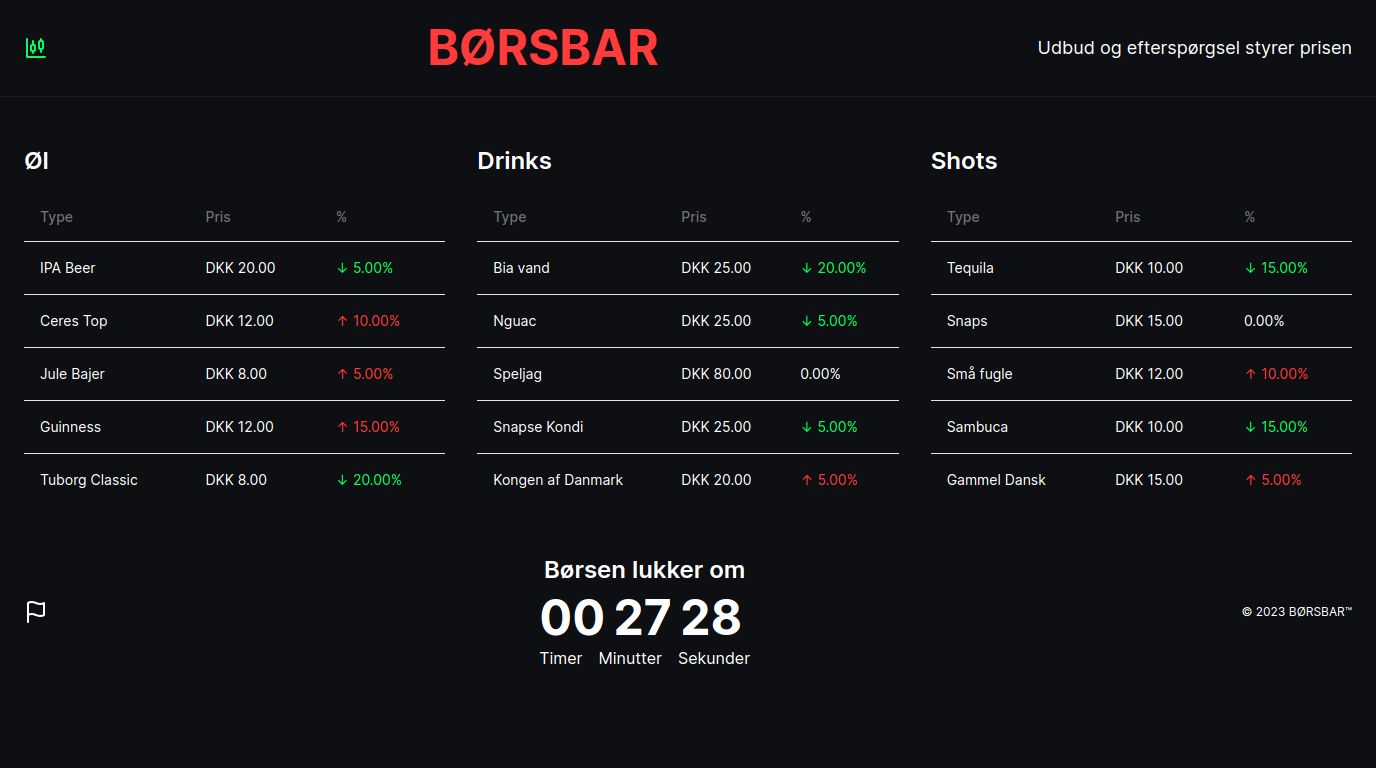 BØRSBAR
Udbud og efterspørgsel styrer prisen
Øl
Type Pris %
IPA Beer DKK 20.00 ↓ 5.00%
Ceres Top DKK 12.00 ↑ 10.00%
Jule Bajer DKK 8.00 ↑ 5.00%
Guinness DKK 12.00 ↑ 15.00%
Tuborg Classic DKK 8.00 ↓ 20.00%
Drinks
Type Pris %
Bia vand DKK 25.00 ↓ 20.00%
Nguac DKK 25.00 ↓ 5.00%
Speljag DKK 80.00 0.00%
Snapse Kondi DKK 25.00 ↓ 5.00%
Kongen af Danmark DKK 20.00 ↑ 5.00%
Shots
Type Pris %
Tequila DKK 10.00 ↓ 15.00%
Snaps DKK 15.00 0.00%
Små fugle DKK 12.00 ↑ 10.00%
Sambuca DKK 10.00 ↓ 15.00%
Gammel Dansk DKK 15.00 ↑ 5.00%
Børsen lukker om
00 27 28
Timer Minutter Sekunder
© 2023 BØRSBAR™